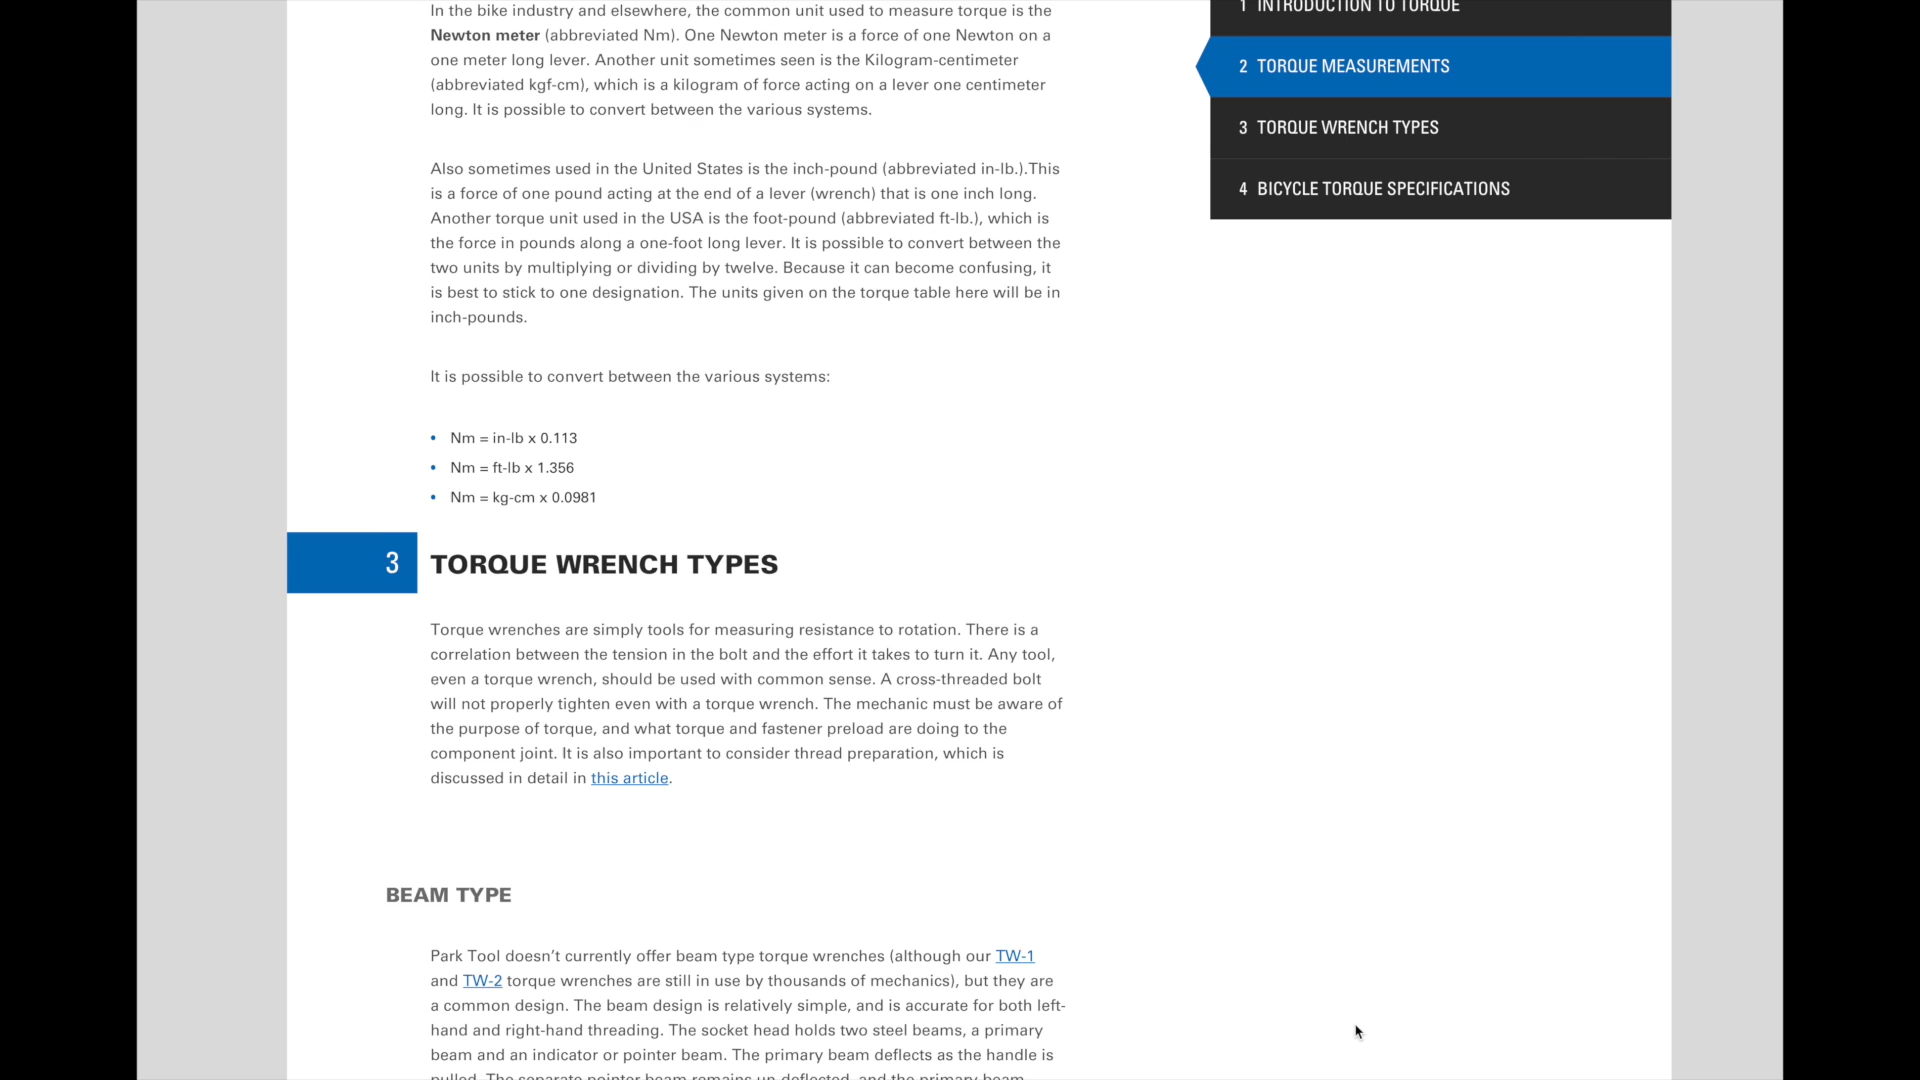 In the bike industry and elsewhere, the common unit used to measure torque is the
Newton meter (abbreviated Nm). One Newton meter is a force of one Newton on a
one meter long lever. Another unit sometimes seen is the Kilogram-centimeter
(abbreviated kgf-cm), which is a kilogram of force acting on a lever one centimeter
long. It is possible to convert between the various systems.
Also sometimes used in the United States is the inch-pound (abbreviated in-lb.).This
is a force of one pound acting at the end of a lever (wrench) that is one inch long.
Another torque unit used in the USA is the foot-pound (abbreviated ft-lb.), which is
the force in pounds along a one-foot long lever. It is possible to convert between the
two units by multiplying or dividing by twelve. Because it can become confusing, it
is best to stick to one designation. The units given on the torque table here will be in
inch-pounds.
It is possible to convert between the various systems:
• Nm = in-lb x 0.113
• Nm = ft-lb x 1.356
• Nm = kg-cm x 0.0981
3 TORQUE WRENCH TYPES
Torque wrenches are simply tools for measuring resistance to rotation. There is a
correlation between the tension in the bolt and the effort it takes to turn it. Any tool,
even a torque wrench, should be used with common sense. A cross-threaded bolt
will not properly tighten even with a torque wrench. The mechanic must be aware of
the purpose of torque, and what torque and fastener preload are doing to the
component joint. It is also important to consider thread preparation, which is
discussed in detail in this article.
BEAM TYPE
Park Tool doesn't currently offer beam type torque wrenches (although our TW-1
and TW-2 torque wrenches are still in use by thousands of mechanics), but they are
a common design. The beam design is relatively simple, and is accurate for both left-
hand and right-hand threading. The socket head holds two steel beams, a primary
beam and an indicator or pointer beam. The primary beam deflects as the handle is
pulled. The separate pointer beam remains un-deflected, and the primary beam
1 INTRODUCTION TO TORQUE
2 TORQUE MEASUREMENTS
3 TORQUE WRENCH TYPES
4 BICYCLE TORQUE SPECIFICATIONS